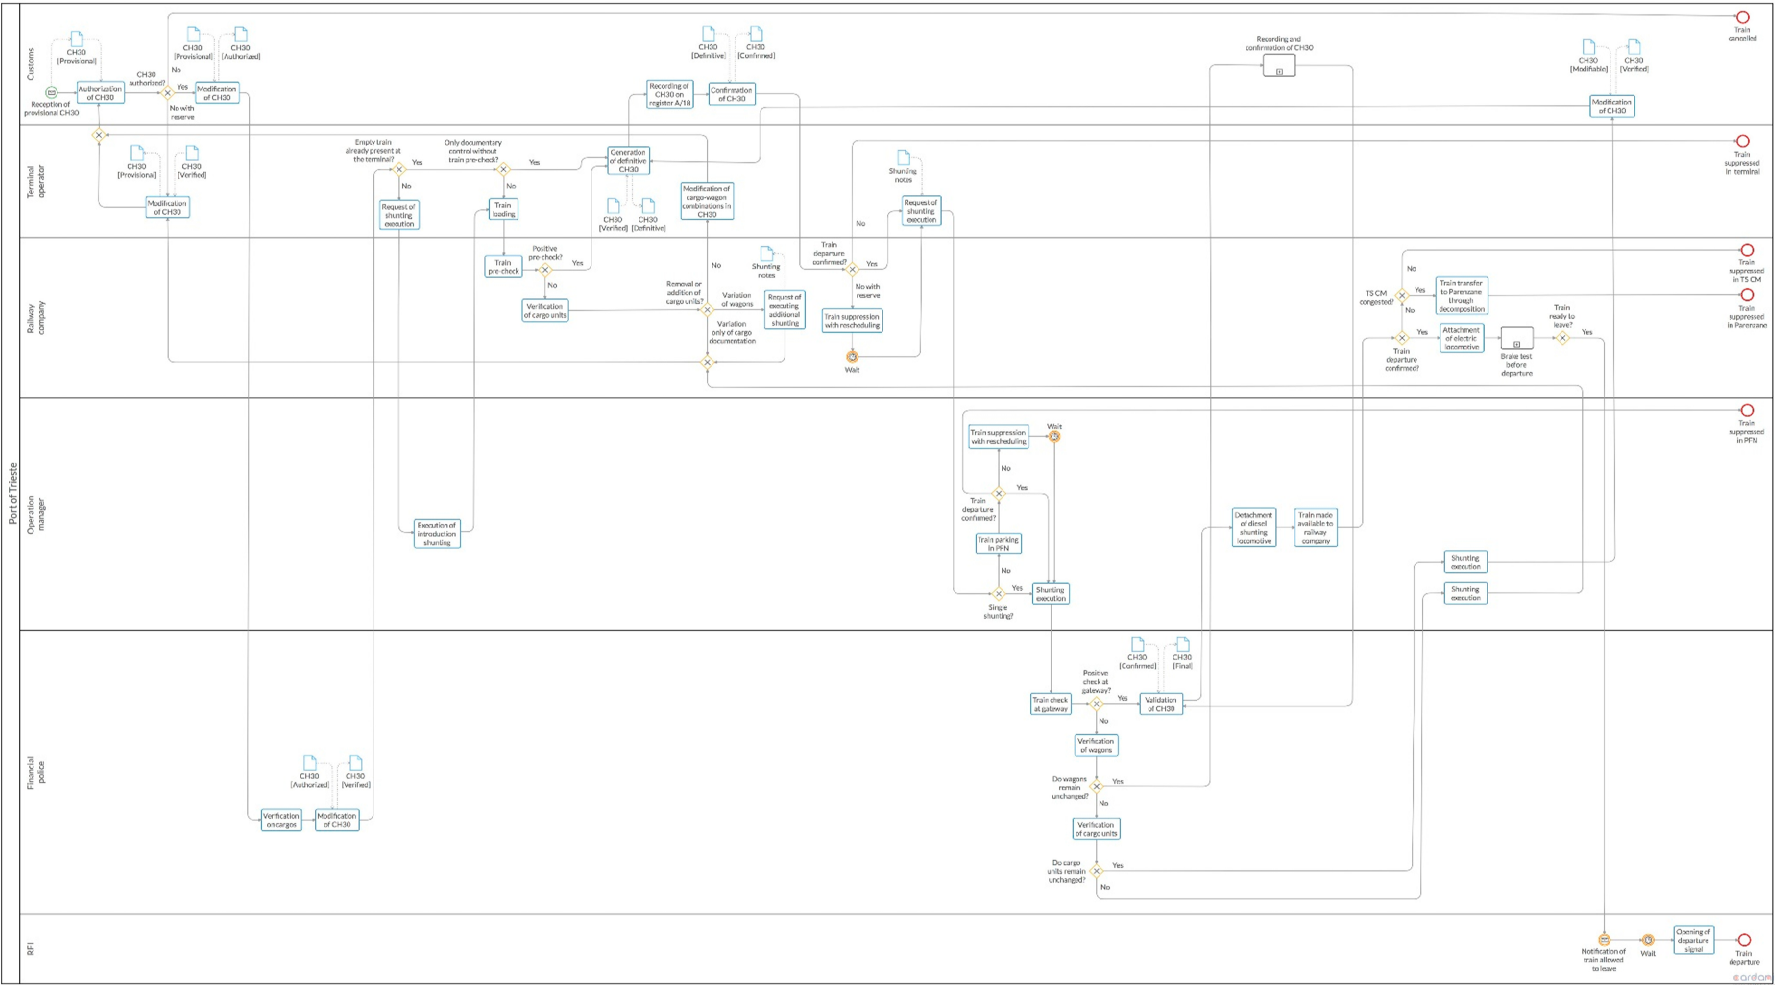 Port of Trieste
Customs
CH30
[Provisional]
Reception of
provisional CH30
Authorization
of CH30
CH30
authorized?
No
Yes
No with
reserve
CH30
[Provisional]
CH30
[Authorized]
Modification
of CH30
CH30
[Definitive]
CH30
[Confirmed]
Recording of
CH30 on
register A/18
Confirmation
of CH30
Recording and
confirmation of CH30
CH30
[Modifiable]
CH30
[Verified]
Modification
of CH30
Train
cancelled
Terminal
operator
CH30
[Provisional]
CH30
[Verified]
Modification
of CH30
Empty train
already present at
the terminal?
Yes
No
Request of
shunting
execution
Only documentary
control without
train pre-check?
Yes
No
Train
loading
Generation
of definitive
CH30
CH30
[Verified]
CH30
[Definitive]
Modification of
cargo-wagon
combinations in
CH30
No
Shunting
notes
Request of
shunting
execution
Train
suppressed
in terminal
Railway
company
Train
pre-check
Positive
pre-check?
Yes
No
Verification
of cargo units
Removal or
addition of
cargo units?
No
Variation
of wagons
Variation
only of cargo
documentation
Shunting
notes
Request of
executing
additional
shunting
Train
departure
confirmed?
Yes
No with
reserve
Train suppression
with rescheduling
Wait
TS CM
congested?
No
Yes
No
Train transfer
to Parenzane
through
decomposition
Train
departure
confirmed?
Yes
Attachment
of electric
locomotive
Brake test
before
departure
Train
ready to
leave?
Yes
Train
suppressed
in TS CM
Train
suppressed
in Parenzane
Operation
manager
Execution of
introduction
shunting
Train suppression
with rescheduling
Wait
No
Yes
Train
departure
confirmed?
Train parking
in PFN
No
Yes
Single
shunting?
Shunting
execution
Detachment
of diesel
shunting
locomotive
Train made
available to
railway
company
Shunting
execution
Shunting
execution
Train
suppressed
in PFN
Financial
police
Verification
on cargos
CH30
[Authorized]
CH30
[Verified]
Modification
of CH30
Train check
at gateway
Positive
check at
gateway?
Yes
No
CH30
[Confirmed]
CH30
[Final]
Validation
of CH30
Verification
of wagons
Do wagons
remain
unchanged?
Yes
No
Verification
of cargo units
Do cargo
units remain
unchanged?
Yes
No
RFI
Notification of
train allowed
to leave
Wait
Opening of
departure
signal
Train
departure
cardam